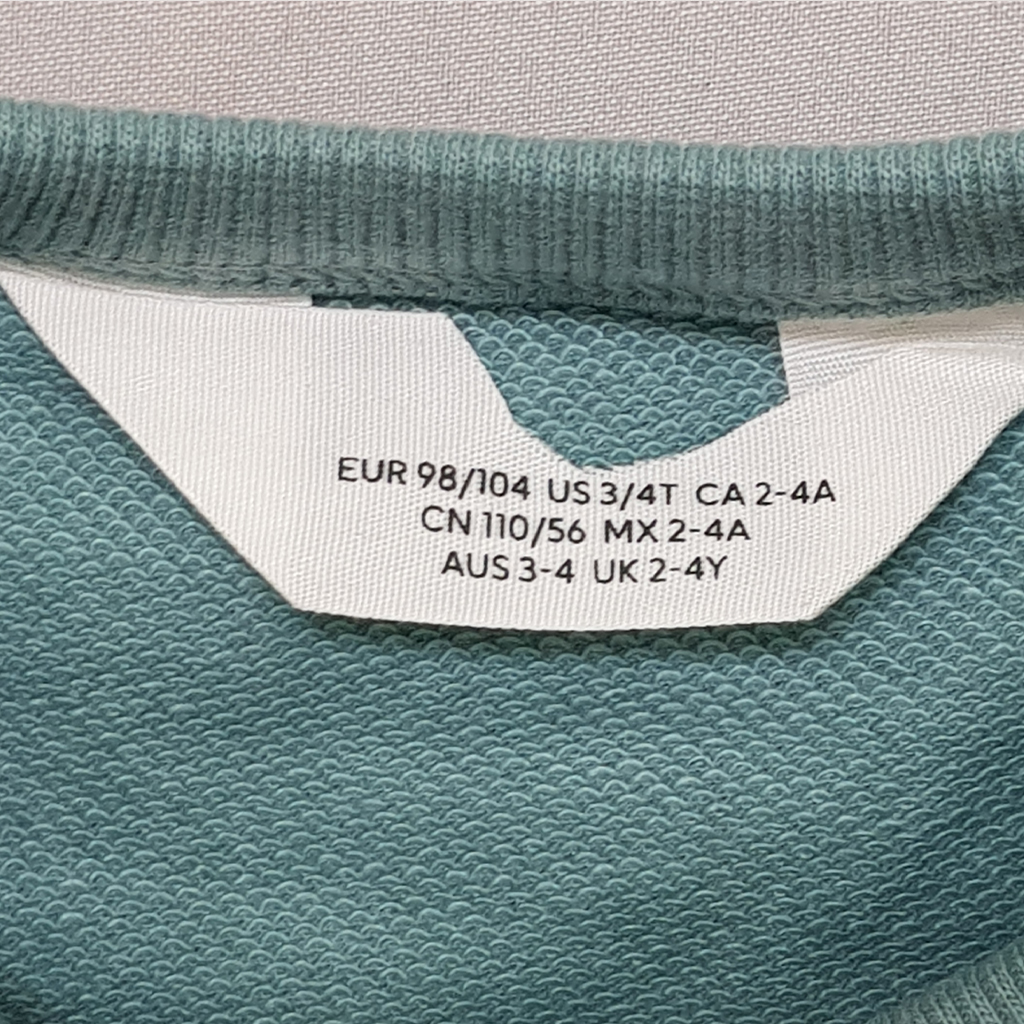 EUR 98/104 US 3/4T CA 2-4A
CN 110/56 MX 2-4A
AUS 3-4 UK 2-4Y